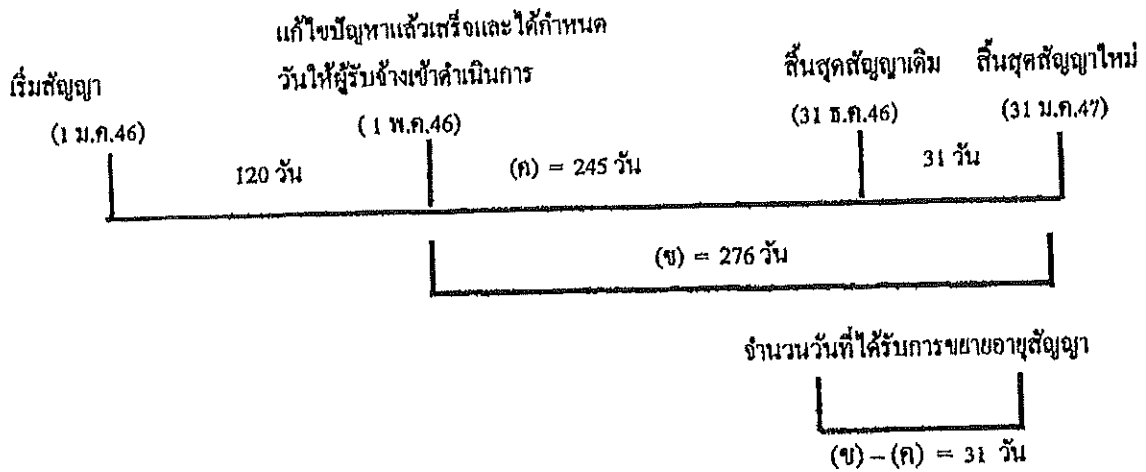 แก้ไขปัญหาแล้วเสร็จและได้กำหนด
วันให้ผู้รับจ้างเข้าดำเนินการ
เริ่มสัญญา
สิ้นสุดสัญญาเดิม
สิ้นสุดสัญญาใหม่
(1 ม.ค.46)
(1 พ.ค.46)
(31 ธ.ค.46)
(31 ม.ค.47)
120 วัน
(ค) = 245 วัน
31 วัน
(ข) = 276 วัน
จำนวนวันที่ได้รับการขยายอายุสัญญา
(ข) – (ค) = 31 วัน